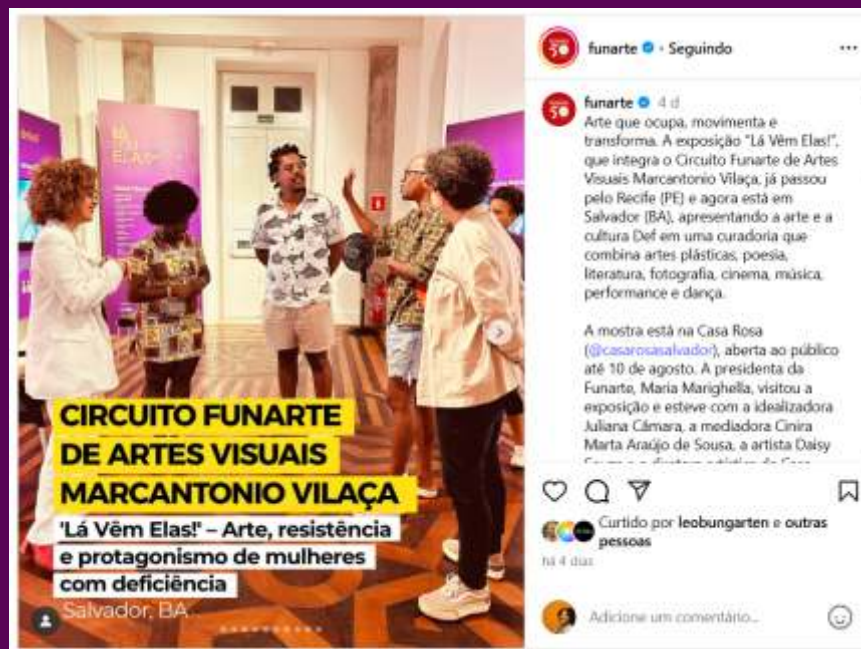 LÁ
VÊM
ELAS!
CIRCUITO FUNARTE
DE ARTES VISUAIS
MARCANTONIO VILAÇA
'Lá Vêm Elas!' – Arte, resistência
e protagonismo de mulheres
com deficiência
Salvador, BA
funarte • Seguindo
funarte 4 d
Arte que ocupa, movimenta e
transforma. A exposição "Lá Vêm Elas!",
que integra o Circuito Funarte de Artes
Visuais Marcantonio Vilaça, já passou
pelo Recife (PE) e agora está em
Salvador (BA), apresentando a arte e a
cultura Def em uma curadoria que
combina artes plásticas, poesia,
literatura, fotografia, cinema, música,
performance e dança.
A mostra está na Casa Rosa
(@casarosasalvador), aberta ao público
até 10 de agosto. A presidenta da
Funarte, Maria Marighella, visitou a
exposição e esteve com a idealizadora
Juliana Câmara, a mediadora Cinira
Marta Araújo de Sousa, a artista Daisy
Curtido por leobungarten e outras
pessoas
há 4 dias
Adicione um comentário...